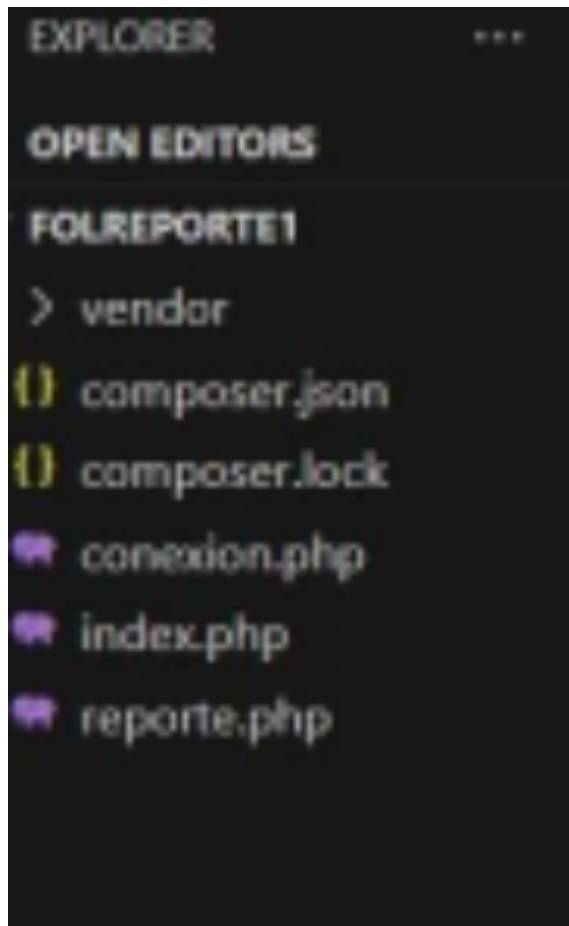 EXPLORER ...
OPEN EDITORS
FOLREPORTE1
> vendor
{} composer.json
{} composer.lock
conexion.php
index.php
reporte.php